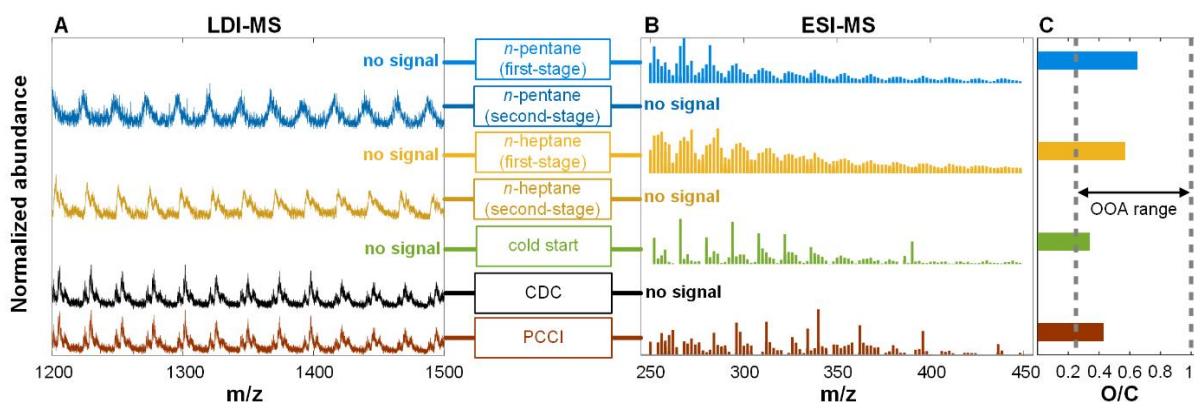 A LDI-MS B ESI-MS C
Normalized abundance
no signal n-pentane
(first-stage)
n-pentane
(second-stage) no signal
no signal n-heptane
(first-stage)
n-heptane
(second-stage) no signal
OOA range
no signal cold start
CDC no signal
PCCI
1200 1300 1400 1500 250 300 350 400 450 0.2 0.4 0.6 0.8 1
m/z m/z O/C